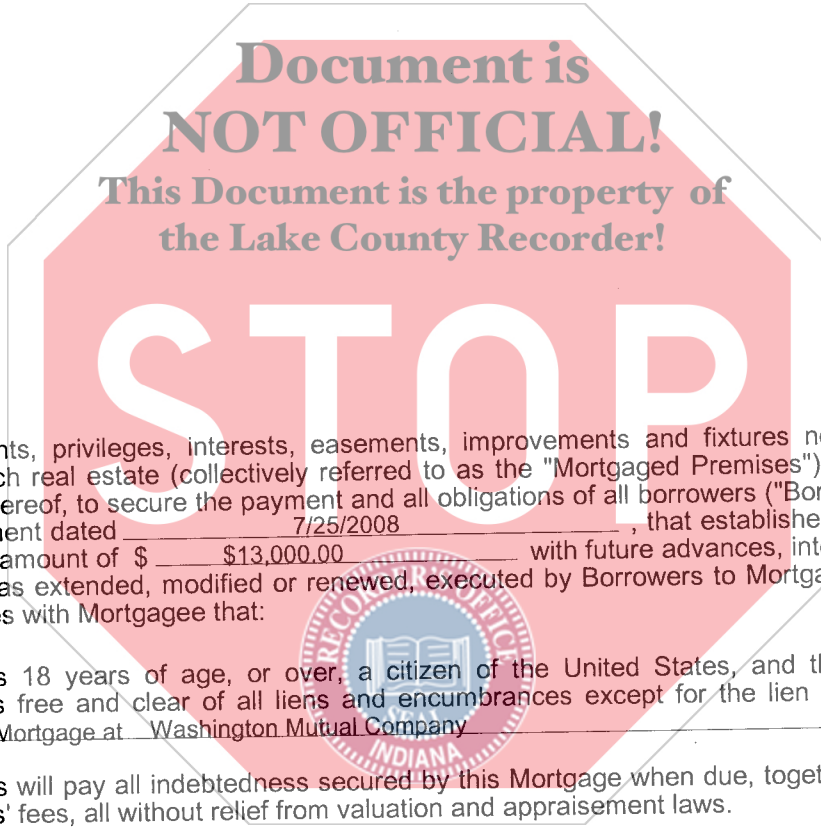 Document is
NOT OFFICIAL!
This Document is the property of
the Lake County Recorder!
STOP
nts, privileges, interests, easements, improvements and fixtures n
ch real estate (collectively referred to as the "Mortgaged Premises")
ereof, to secure the payment and all obligations of all borrowers ("Bor
ent dated 7/25/2008 , that establishe
amount of $ $13,000.00 with future advances, int
as extended, modified or renewed, executed by Borrowers to Mortga
s with Mortgagee that:
RECORDER'S OFFICE
s 18 years of age, or over, a citizen of the United States, and th
s free and clear of all liens and encumbrances except for the lien
Mortgage at Washington Mutual Company
SEAL
INDIANA
s will pay all indebtedness secured by this Mortgage when due, toget
s' fees, all without relief from valuation and appraisement laws.